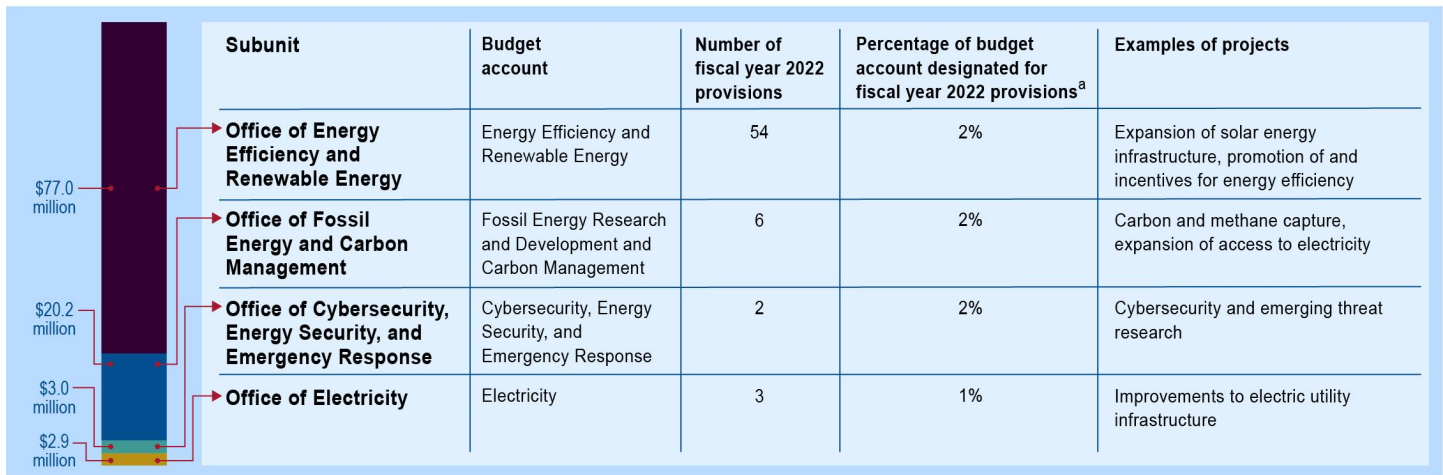 Subunit
Budget
account
Number of
fiscal year 2022
provisions
Percentage of budget
account designated for
fiscal year 2022 provisionsa
Examples of projects
$77.0
million
Office of Energy
Efficiency and
Renewable Energy
Energy Efficiency and
Renewable Energy
54
2%
Expansion of solar energy
infrastructure, promotion of and
incentives for energy efficiency
$20.2
million
Office of Fossil
Energy and Carbon
Management
Fossil Energy Research
and Development and
Carbon Management
6
2%
Carbon and methane capture,
expansion of access to electricity
$3.0
million
Office of Cybersecurity,
Energy Security, and
Emergency Response
Cybersecurity, Energy
Security, and
Emergency Response
2
2%
Cybersecurity and emerging threat
research
$2.9
million
Office of Electricity
Electricity
3
1%
Improvements to electric utility
infrastructure